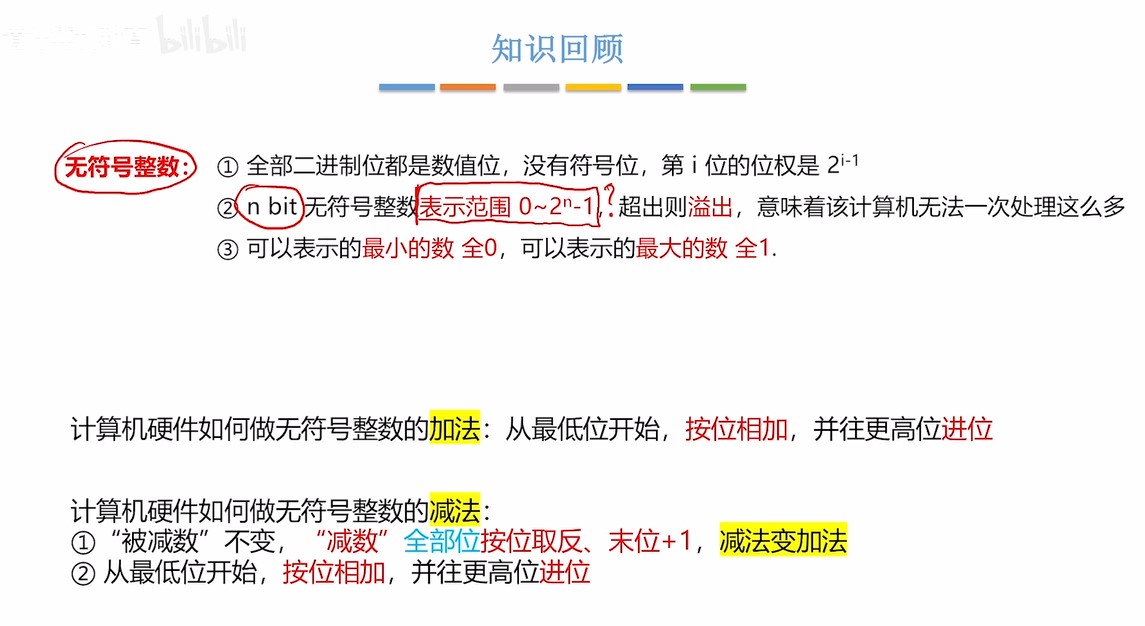 bilibili
知识回顾
无符号整数: ① 全部二进制位都是数值位，没有符号位，第 i 位的位权是 2ⁱ⁻¹
② n bit 无符号整数表示范围 0~2ⁿ-1，?超出则溢出，意味着该计算机无法一次处理这么多
③ 可以表示的最小的数 全0，可以表示的最大的数 全1.
计算机硬件如何做无符号整数的加法：从最低位开始，按位相加，并往更高位进位
计算机硬件如何做无符号整数的减法：
①“被减数”不变，“减数”全部位按位取反、末位+1，减法变加法
② 从最低位开始，按位相加，并往更高位进位